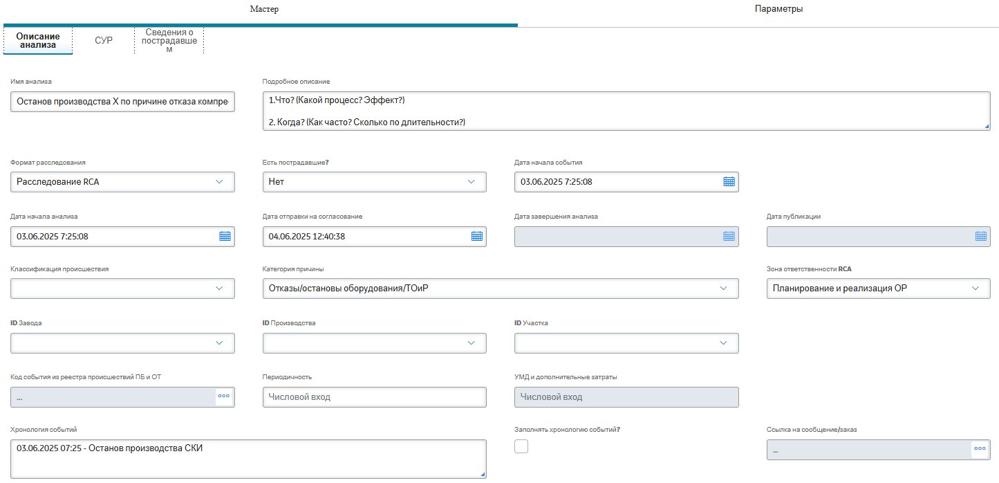 Мастер
Параметры
Описание
анализа
СУР
Сведения о
пострадавше
м
Имя анализа
Подробное описание
Останов производства X по причине отказа компре
1.Что? (Какой процесс? Эффект?)
2. Когда? (Как часто? Сколько по длительности?)
Формат расследования
Есть пострадавшие?
Дата начала события
Расследование RCA
Нет
03.06.2025 7:25:08
Дата начала анализа
Дата отправки на согласование
Дата завершения анализа
Дата публикации
03.06.2025 7:25:08
04.06.2025 12:40:38
Классификация происшествия
Категория причины
Зона ответственности RCA
Отказы/остановы оборудования/ТОиР
Планирование и реализация ОР
ID Завода
ID Производства
ID Участка
Код события из реестра происшествий ПБ и ОТ
Периодичность
УМД и дополнительные затраты
...
Числовой вход
Числовой вход
Хронология событий
Заполнять хронологию событий?
Ссылка на сообщение/заказ
03.06.2025 07:25 - Останов производства СКИ
...